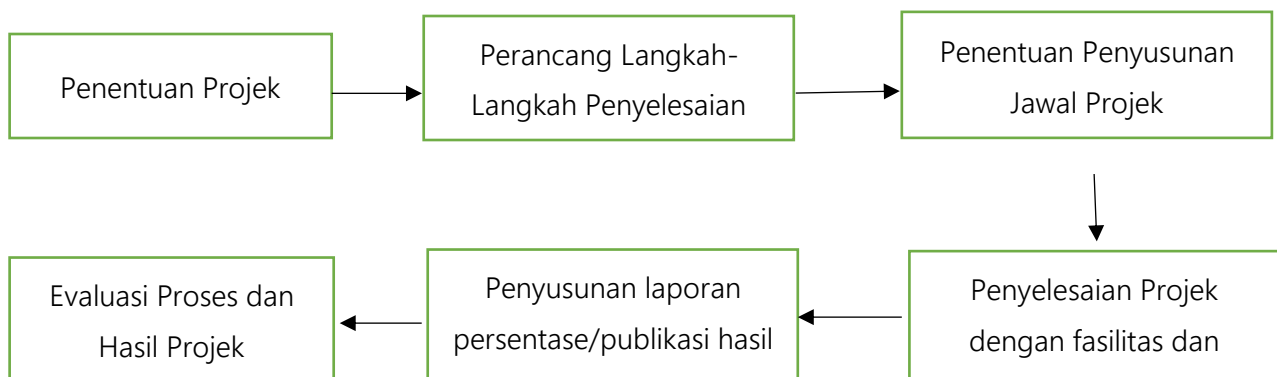 Penentuan Projek
Perancang Langkah-
Langkah Penyelesaian
Penentuan Penyusunan
Jawal Projek
Penyelesaian Projek
dengan fasilitas dan
Penyusunan laporan
persentase/publikasi hasil
Evaluasi Proses dan
Hasil Projek